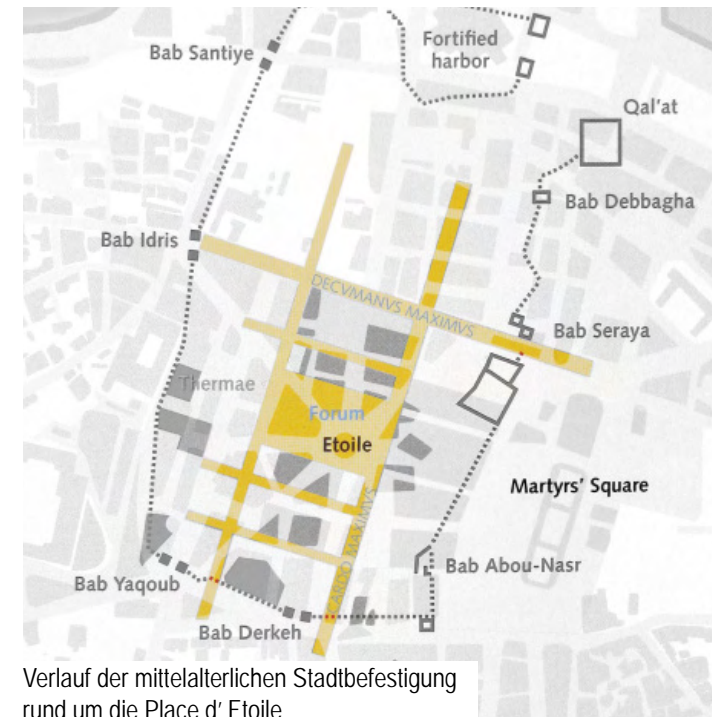 Bab Santiye
Fortified
harbor
Qal'at
Bab Debbagha
Bab Idris
DECVMANVS MAXIMVS
Bab Seraya
Thermae
Forum
Etoile
Martyrs' Square
CARDO MAXIMVS
Bab Abou-Nasr
Bab Yaqoub
Bab Derkeh
Verlauf der mittelalterlichen Stadtbefestigung
rund um die Place d' Etoile